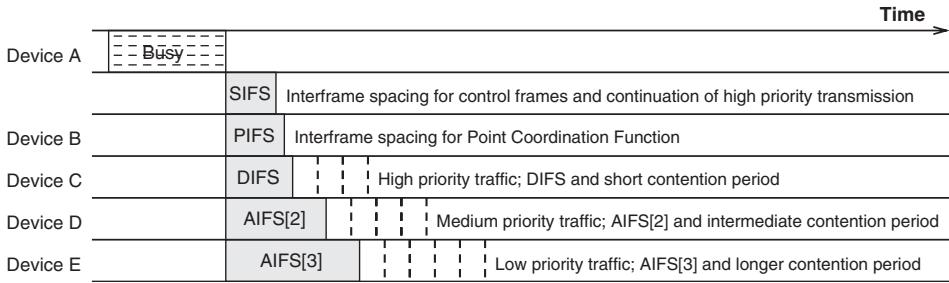 Time
Device A Busy
SIFS Interframe spacing for control frames and continuation of high priority transmission
Device B PIFS Interframe spacing for Point Coordination Function
Device C DIFS High priority traffic; DIFS and short contention period
Device D AIFS[2] Medium priority traffic; AIFS[2] and intermediate contention period
Device E AIFS[3] Low priority traffic; AIFS[3] and longer contention period